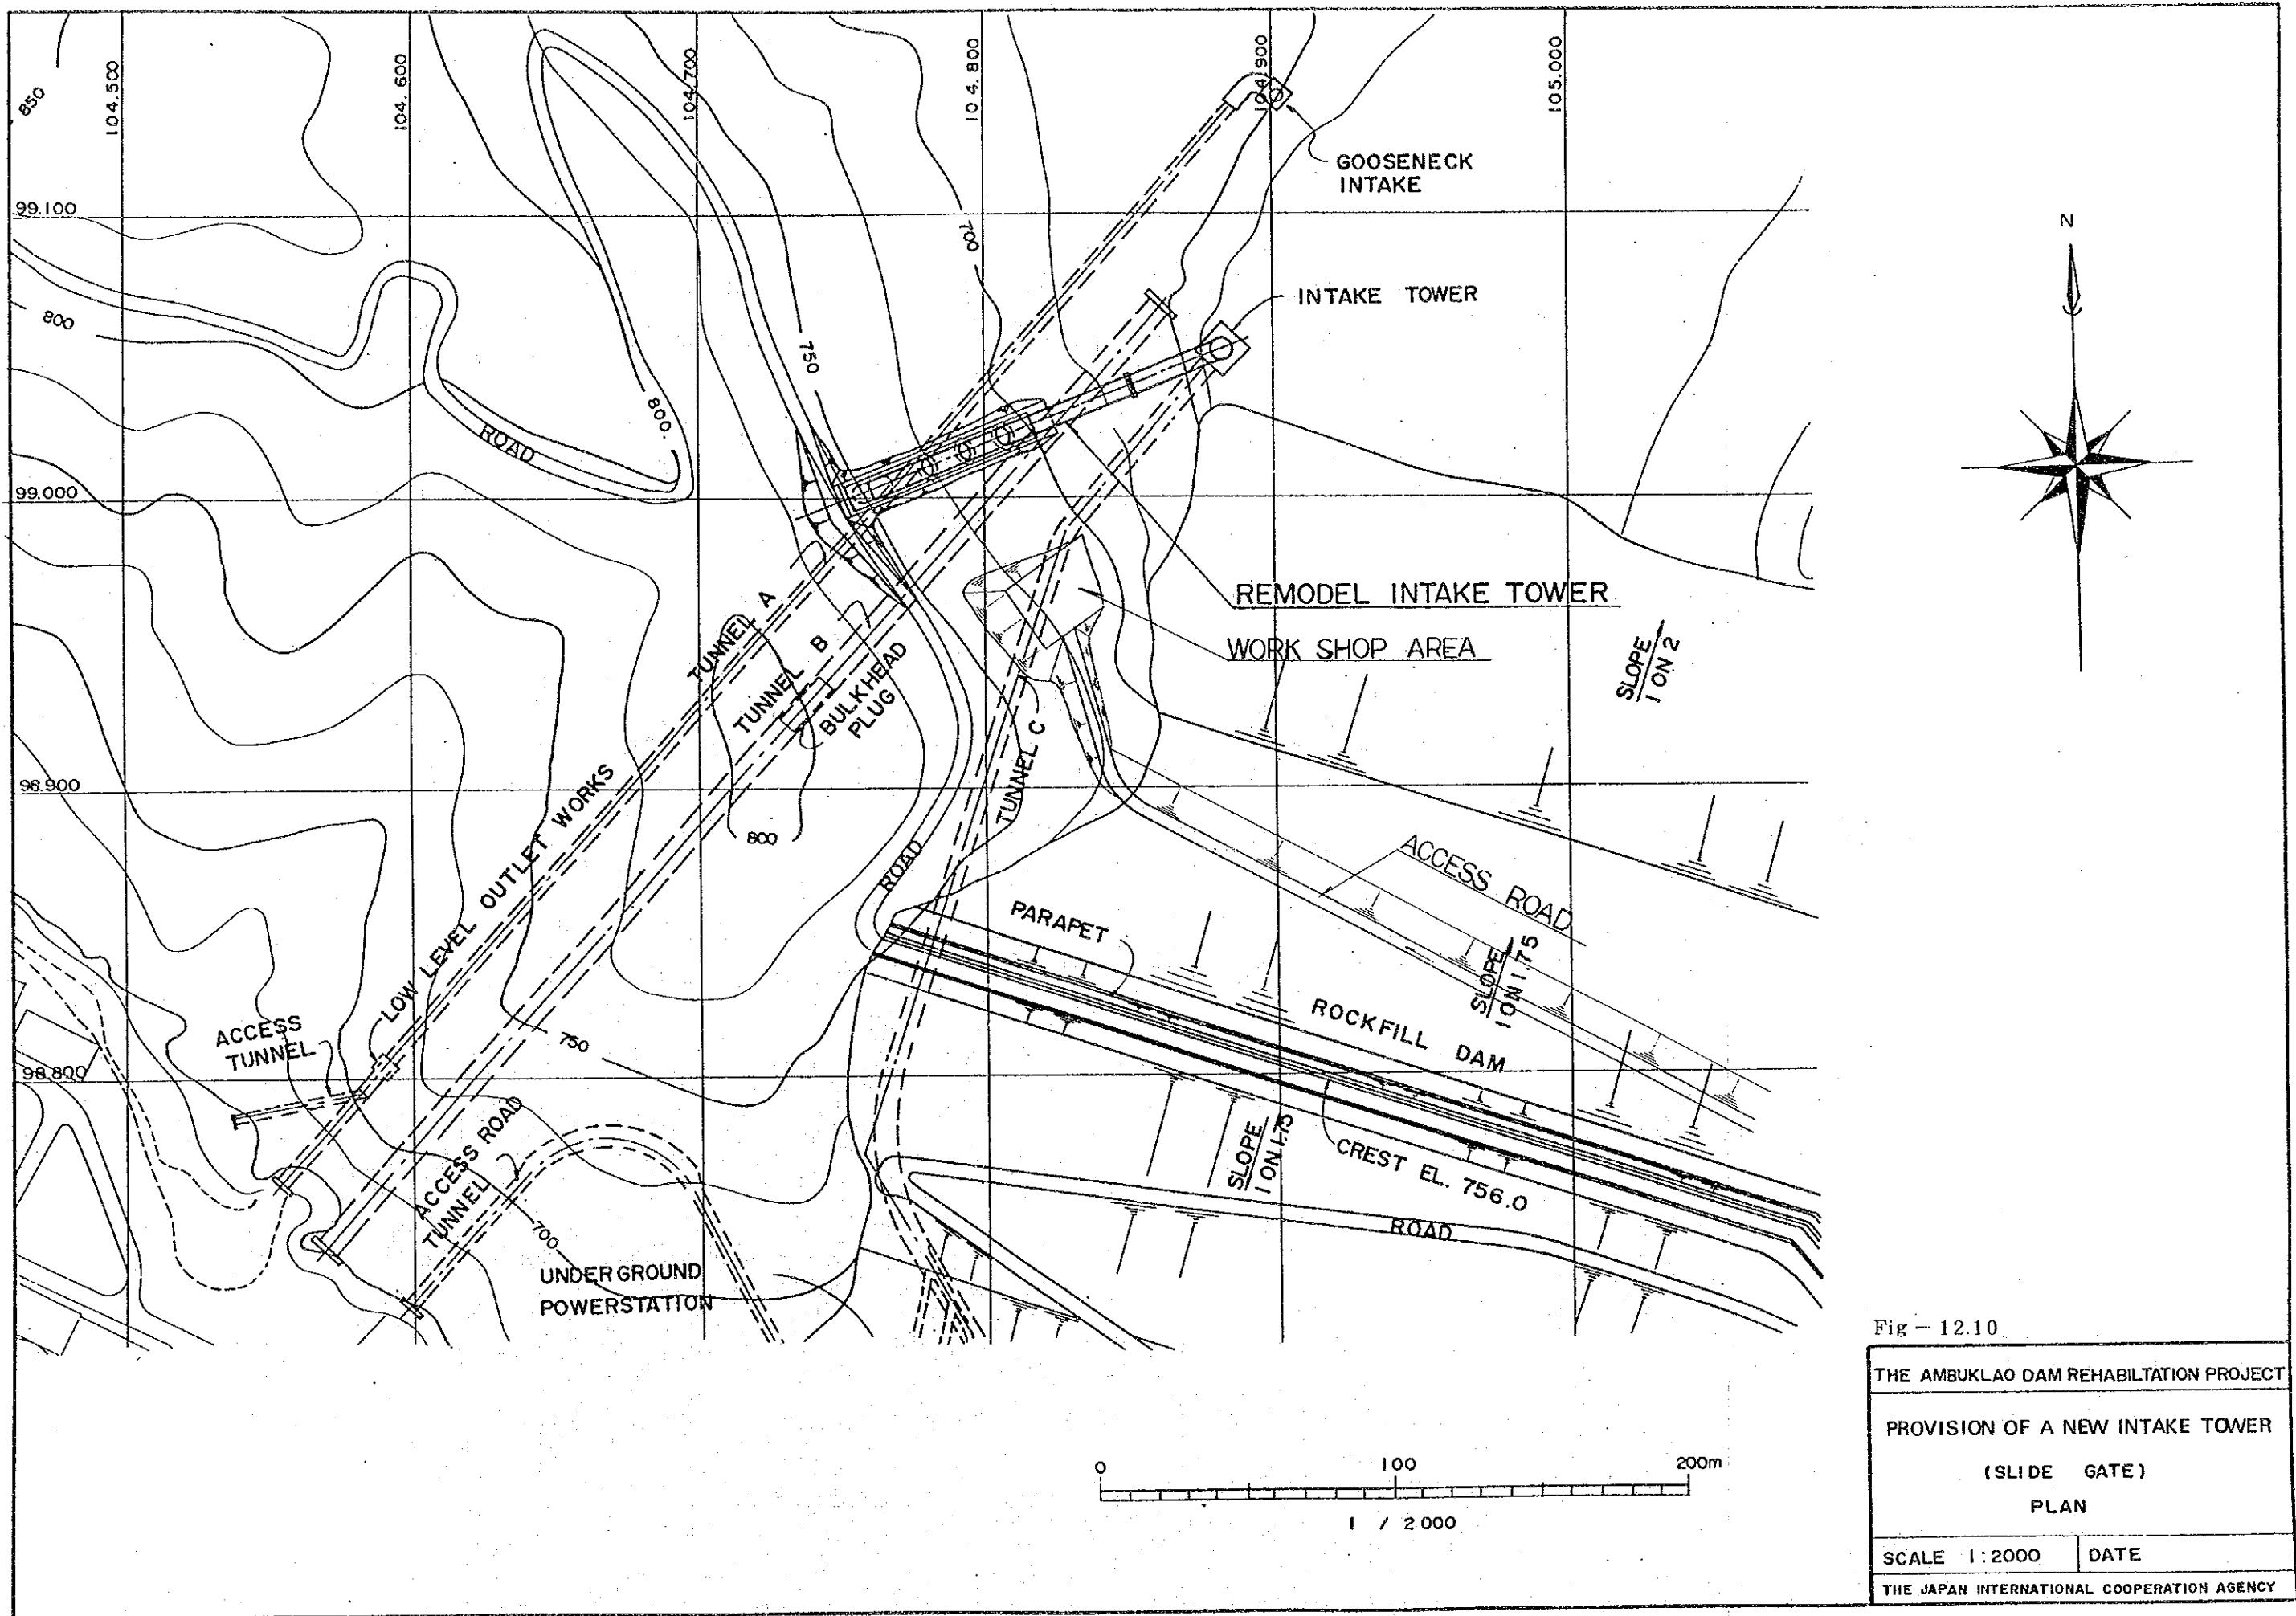 104.500
104.600
104.700
104.800
104.900
105.000
850
99.100
99.000
98.900
98.800
GOOSENECK
INTAKE
700
INTAKE TOWER
N
800
750
800.
ROAD
REMODEL INTAKE TOWER
WORK SHOP AREA
SLOPE
1 ON 2
TUNNEL A
TUNNEL B
BULKHEAD
PLUG
TUNNEL C
800
ROAD
LOW LEVEL OUTLET WORKS
ACCESS ROAD
PARAPET
SLOPE
1 ON 1.75
ROCKFILL DAM
ACCESS
TUNNEL
750
ACCESS ROAD
TUNNEL
SLOPE
1 ON 1.75
CREST EL. 756.0
ROAD
700
UNDERGROUND
POWERSTATION
0 100 200m
1 / 2000
Fig - 12.10
THE AMBUKLAO DAM REHABILTATION PROJECT
PROVISION OF A NEW INTAKE TOWER
(SLIDE GATE)
PLAN
SCALE 1:2000 DATE
THE JAPAN INTERNATIONAL COOPERATION AGENCY